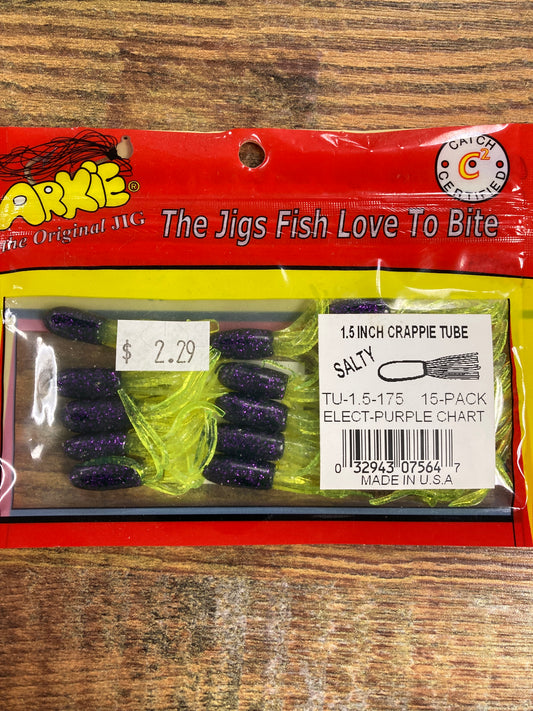 ARKIE®
The Original JIG
The Jigs Fish Love To Bite
CATCH
C2
CERTIFIED
$ 2.29
1.5 INCH CRAPPIE TUBE
SALTY
TU-1.5-175 15-PACK
ELECT-PURPLE CHART
0 32943 07564 7
MADE IN U.S.A